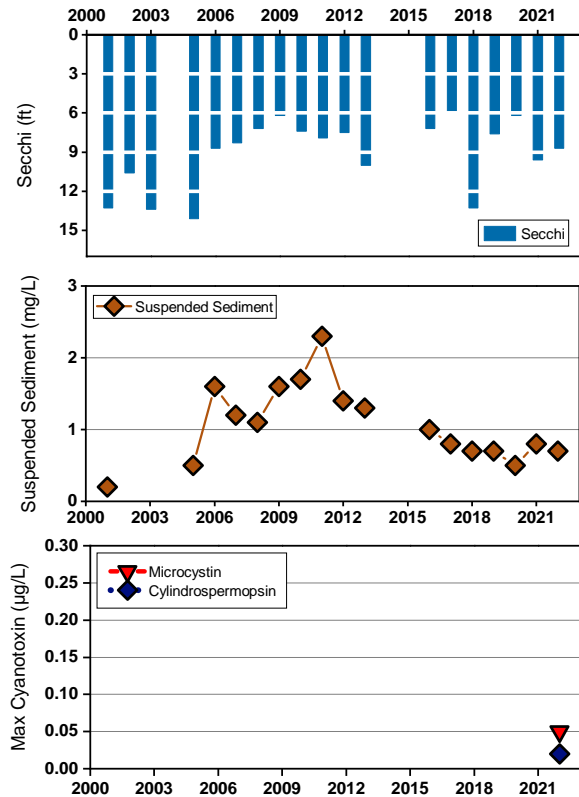 2000 2003 2006 2009 2012 2015 2018 2021
0
3
6
9
12
15
Secchi (ft)
Secchi
3
2
1
0
Suspended Sediment (mg/L)
Suspended Sediment
2000 2003 2006 2009 2012 2015 2018 2021
0.30
0.25
0.20
0.15
0.10
0.05
0.00
Max Cyanotoxin (µg/L)
Microcystin
Cylindrospermopsin
2000 2003 2006 2009 2012 2015 2018 2021